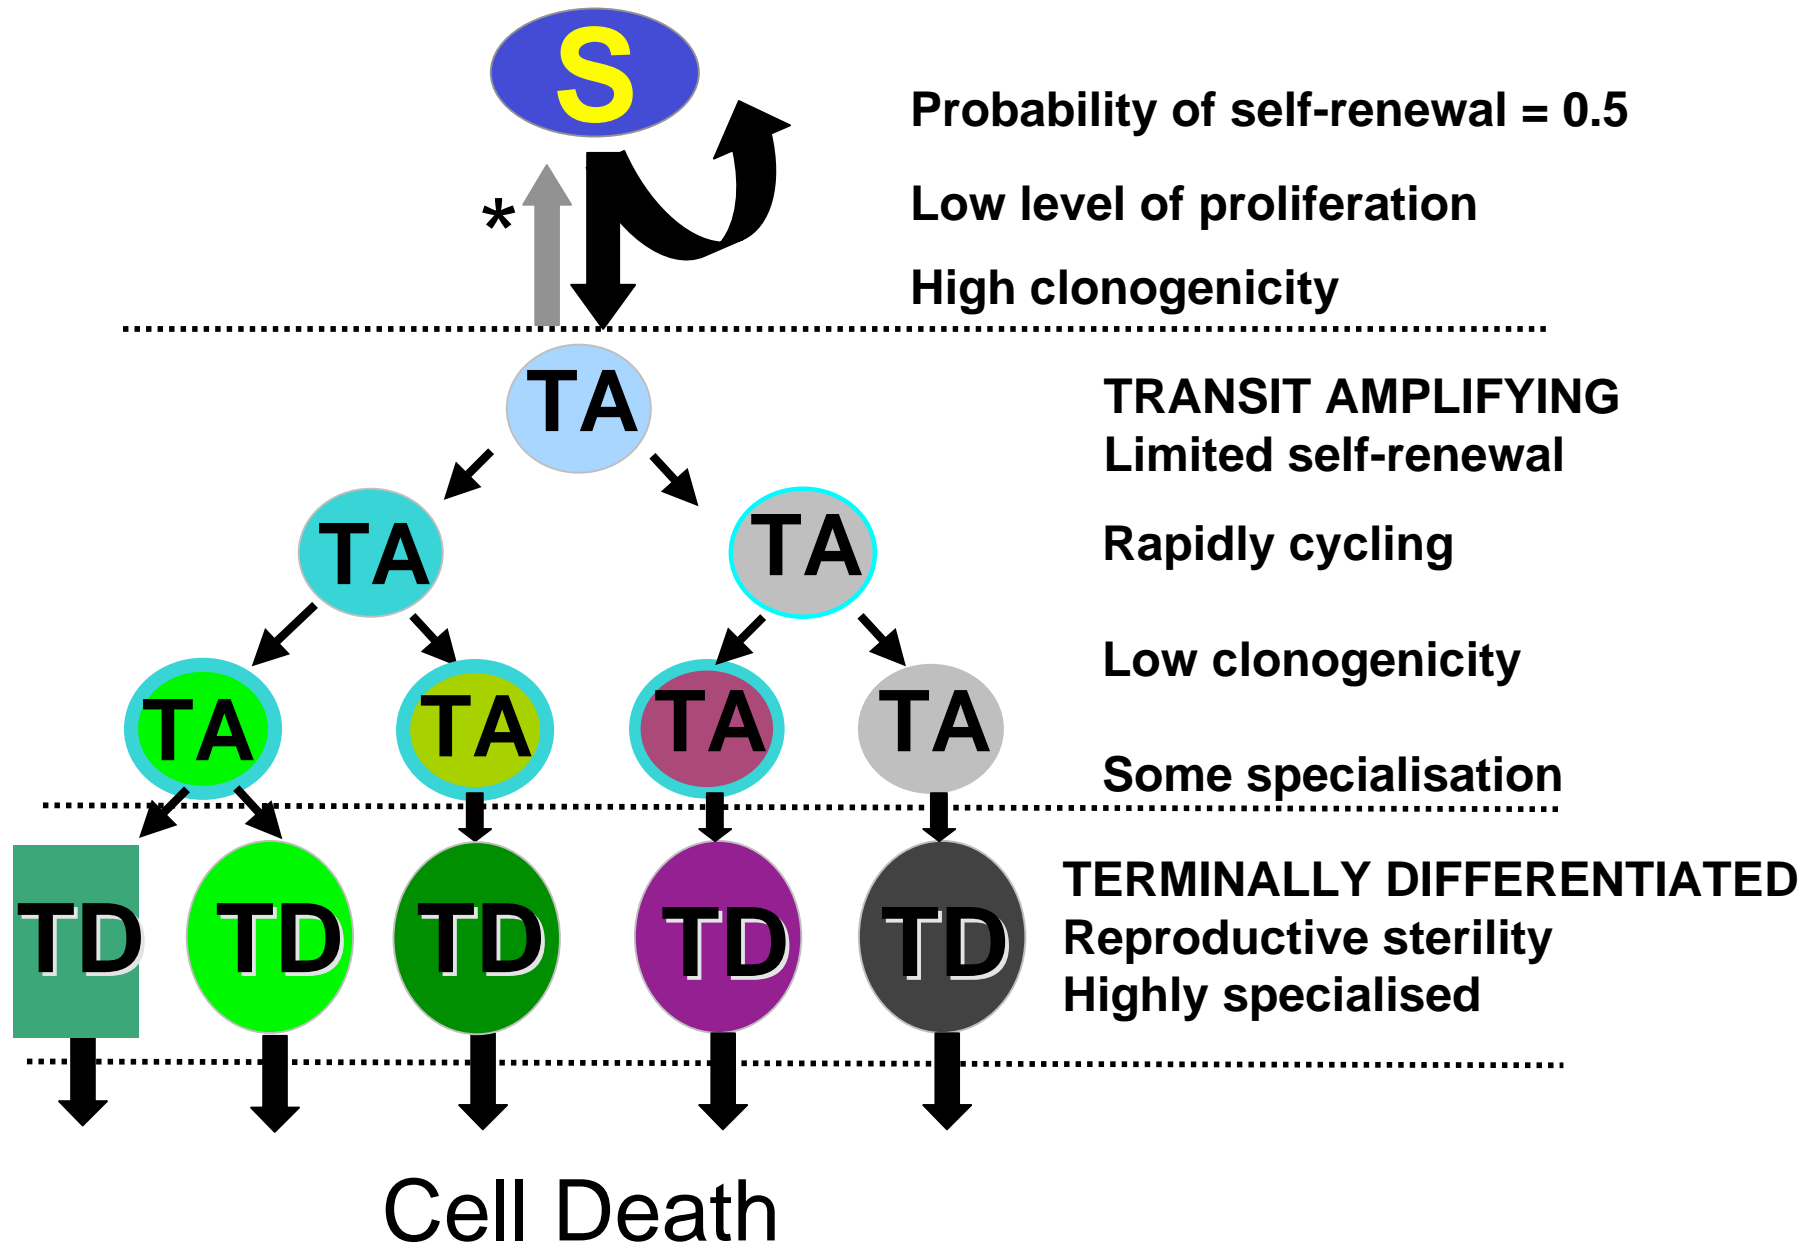 S
Probability of self-renewal = 0.5
Low level of proliferation
*
High clonogenicity
TA
TRANSIT AMPLIFYING
Limited self-renewal
TA TA
Rapidly cycling
TA TA TA TA
Low clonogenicity
Some specialisation
TD TD TD TD TD
TERMINALLY DIFFERENTIATED
Reproductive sterility
Highly specialised
Cell Death